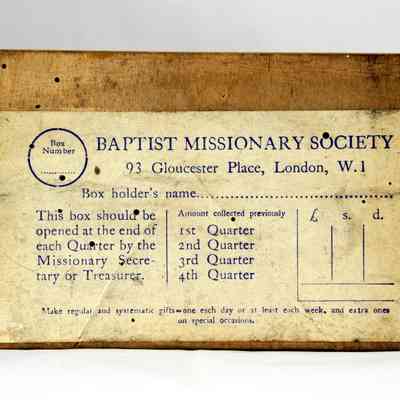 Box
Number
BAPTIST MISSIONARY SOCIETY
93 Gloucester Place, London, W.1
Box holder's name
This box should be
opened at the end of
each Quarter by the
Missionary Secre-
tary or Treasurer.
Amount collected previously £ s. d.
1st Quarter
2nd Quarter
3rd Quarter
4th Quarter
Make regular and systematic gifts—one each day or at least each week, and extra ones
on special occasions.